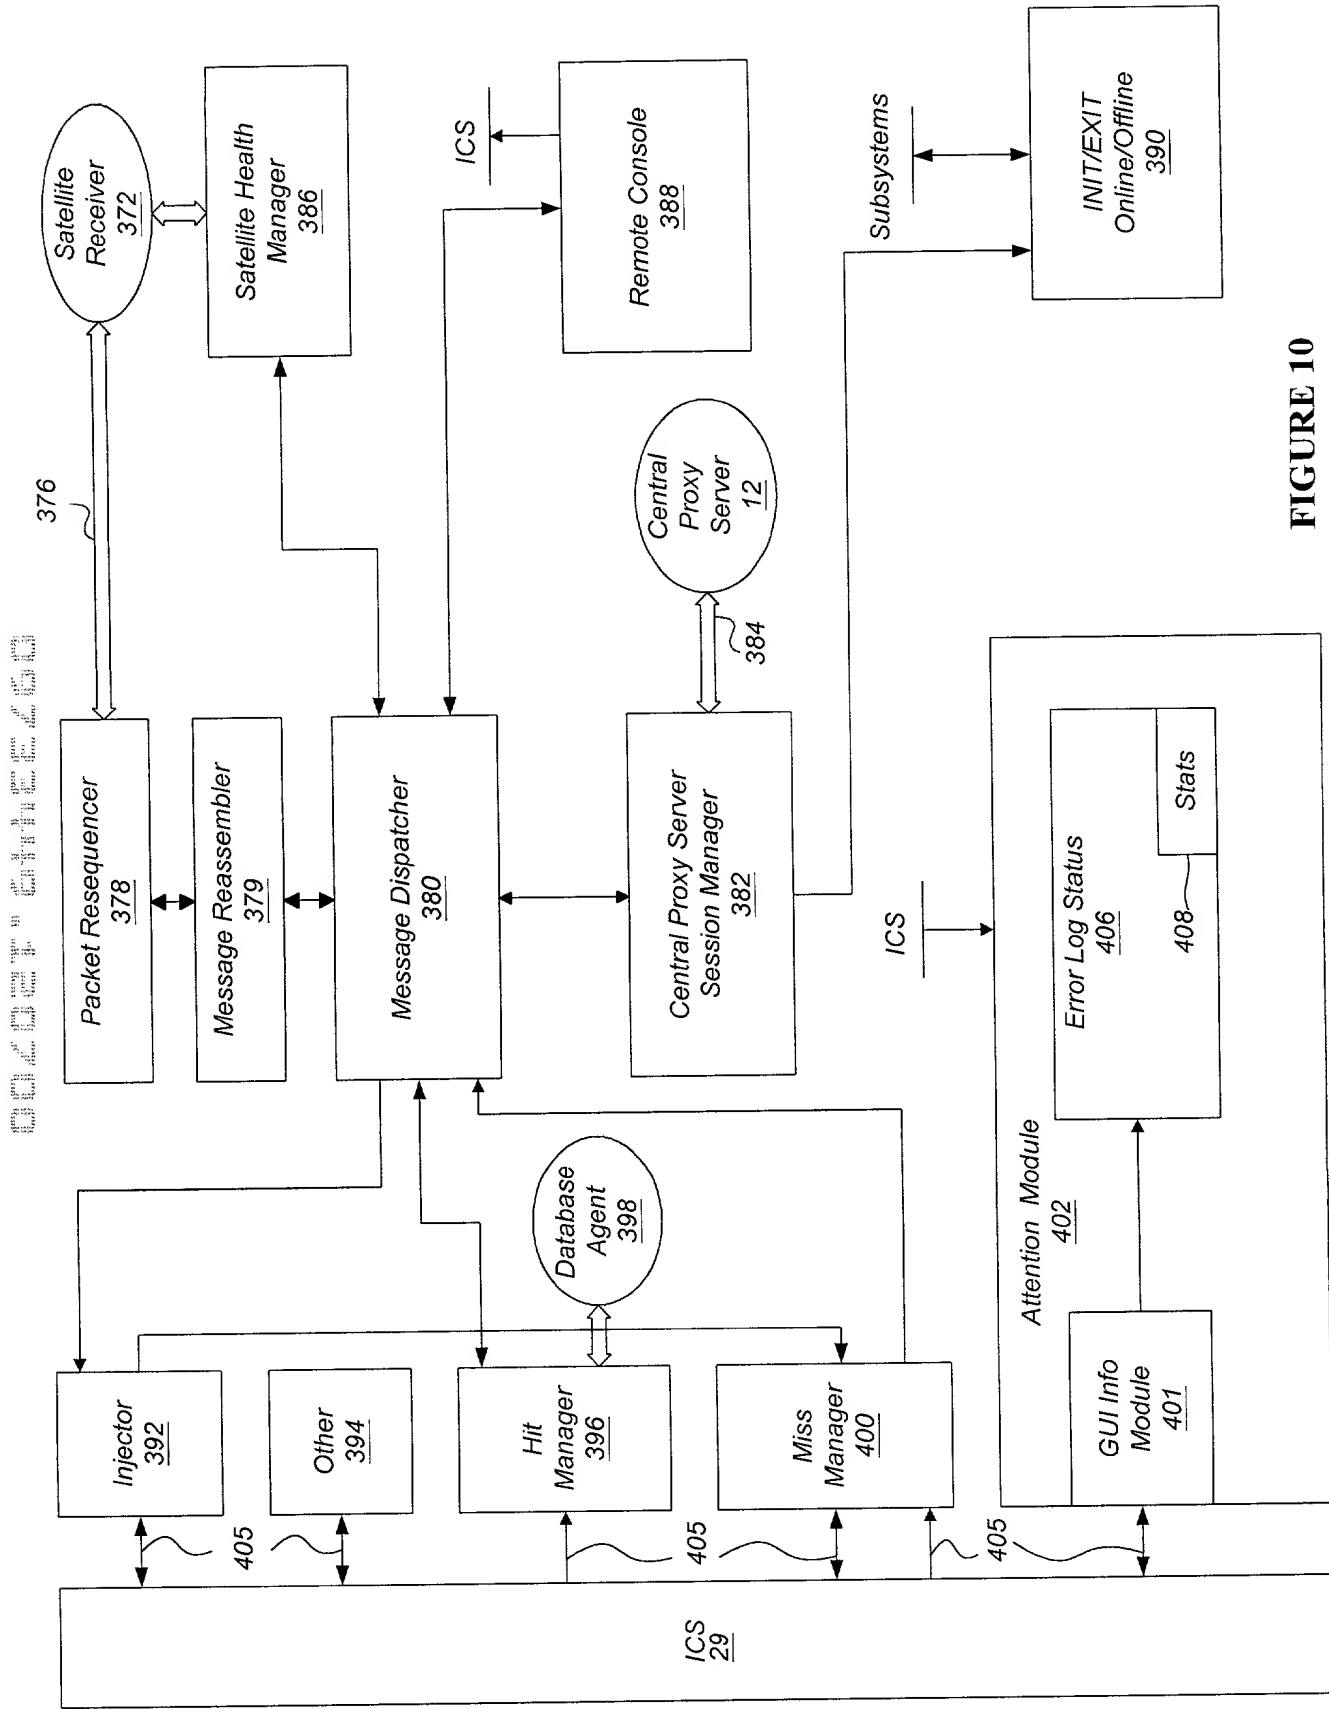 Satellite
Receiver
372
376
Satellite Health
Manager
386
Packet Resequencer
378
Message Reassembler
379
Message Dispatcher
380
ICS
Remote Console
388
Central
Proxy
Server
12
384
Central Proxy Server
Session Manager
382
Subsystems
INIT/EXIT
Online/Offline
390
Injector
392
Other
394
Database
Agent
398
Hit
Manager
396
Miss
Manager
400
405
405
405
ICS
29
ICS
Attention Module
402
Error Log Status
406
Stats
408
GUI Info
Module
401
FIGURE 10